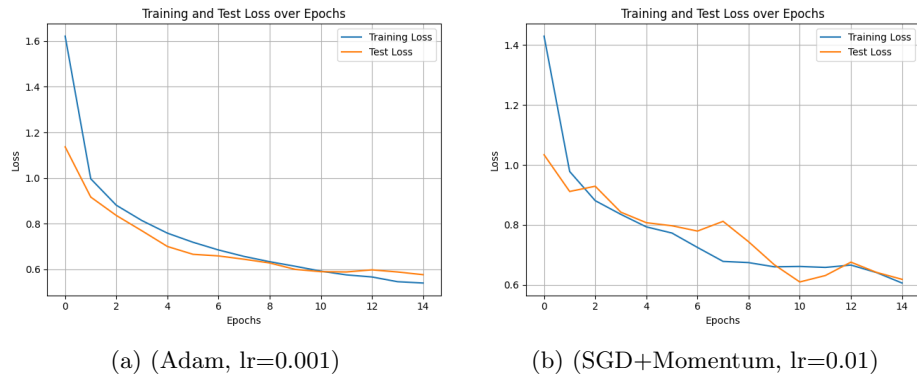 Training and Test Loss over Epochs
Training Loss
Test Loss
Loss
1.6
1.4
1.2
1.0
0.8
0.6
0 2 4 6 8 10 12 14
Epochs
(a) (Adam, lr=0.001)
Training and Test Loss over Epochs
Training Loss
Test Loss
Loss
1.4
1.2
1.0
0.8
0.6
0 2 4 6 8 10 12 14
Epochs
(b) (SGD+Momentum, lr=0.01)